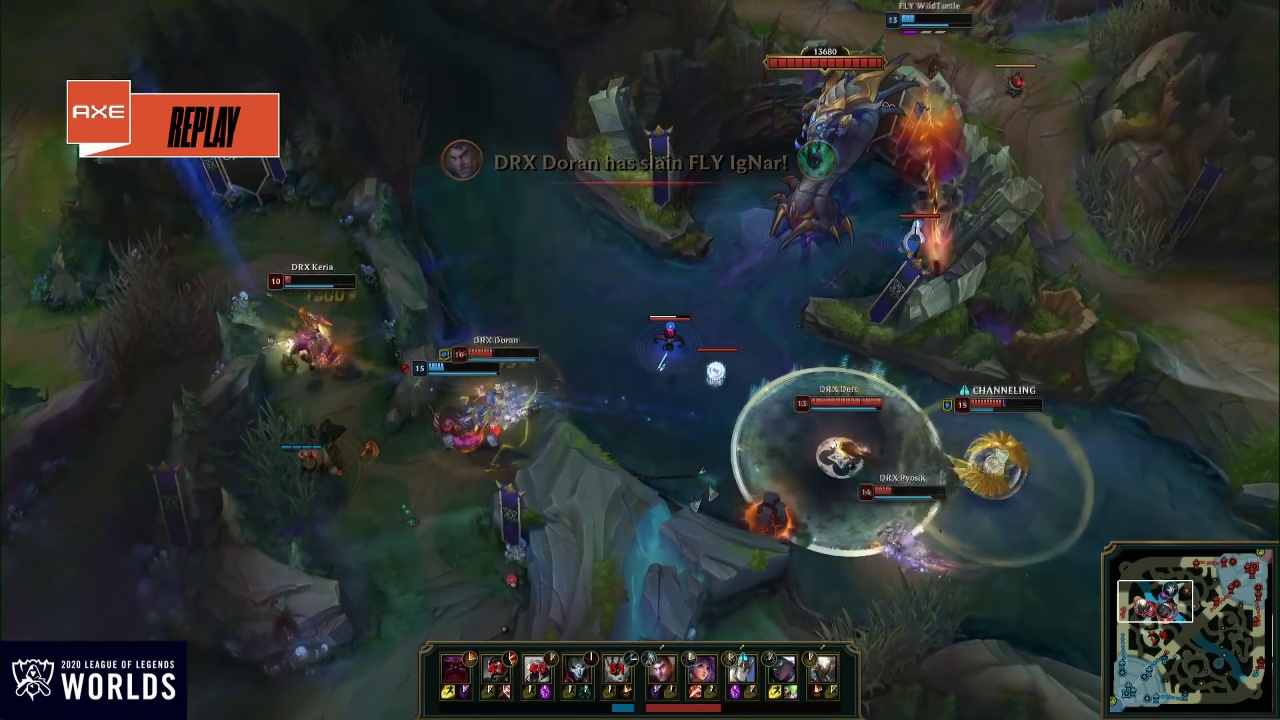 FLY WildTurtle
13
13680
AXE
REPLAY
DRX Doran has slain FLY IgNar!
DRX Keria
10
DRX Doran
16
15
DRX Deft
13
CHANNELING
15
DRX Pyosik
14
2020 LEAGUE OF LEGENDS
WORLDS